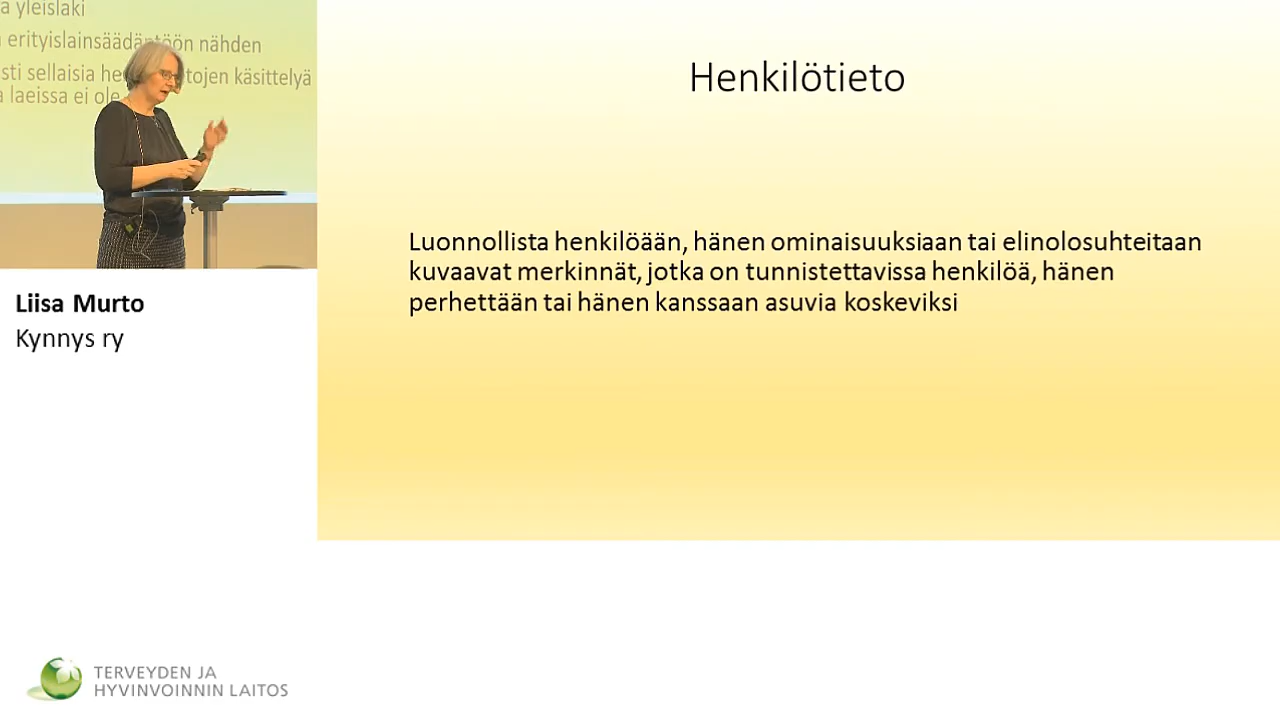 a yleislaki
erityislainsäädäntöön nähden
sti sellaisia he tojen käsittelyä
a laeissa ei ole
Liisa Murto
Kynnys ry
Henkilötieto
Luonnollista henkilöään, hänen ominaisuuksiaan tai elinolosuhteitaan
kuvaavat merkinnät, jotka on tunnistettavissa henkilöä, hänen
perhettään tai hänen kanssaan asuvia koskeviksi
TERVEYDEN JA
HYVINVOINNIN LAITOS